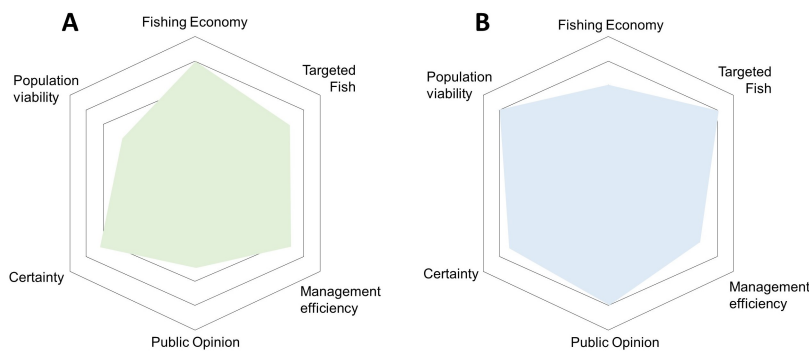 A
Fishing Economy
Targeted
Fish
Population
viability
Certainty
Management
efficiency
Public Opinion
B
Fishing Economy
Targeted
Fish
Population
viability
Certainty
Management
efficiency
Public Opinion